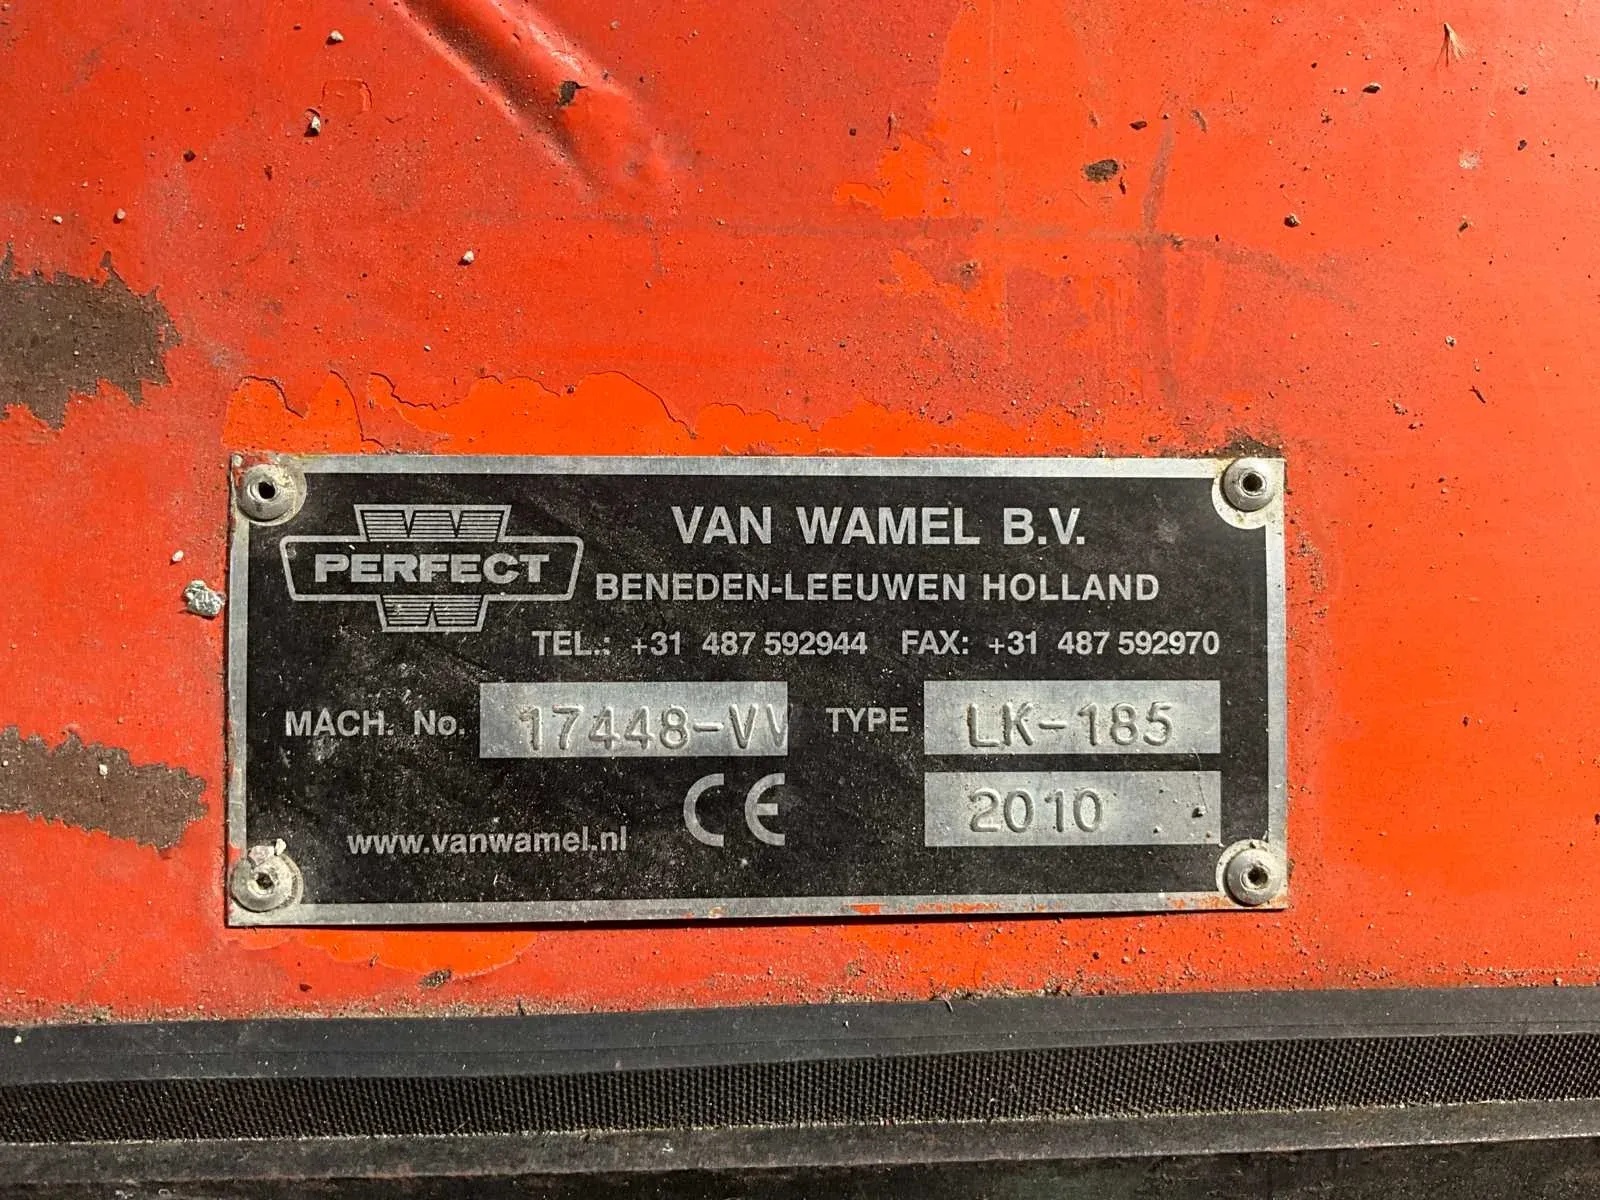 PERFECT
VAN WAMEL B.V.
BENEDEN-LEEUWEN HOLLAND
TEL.: +31 487 592944 FAX: +31 487 592970
MACH. No. 17448-VV TYPE LK-185
2010
www.vanwamel.nl CE